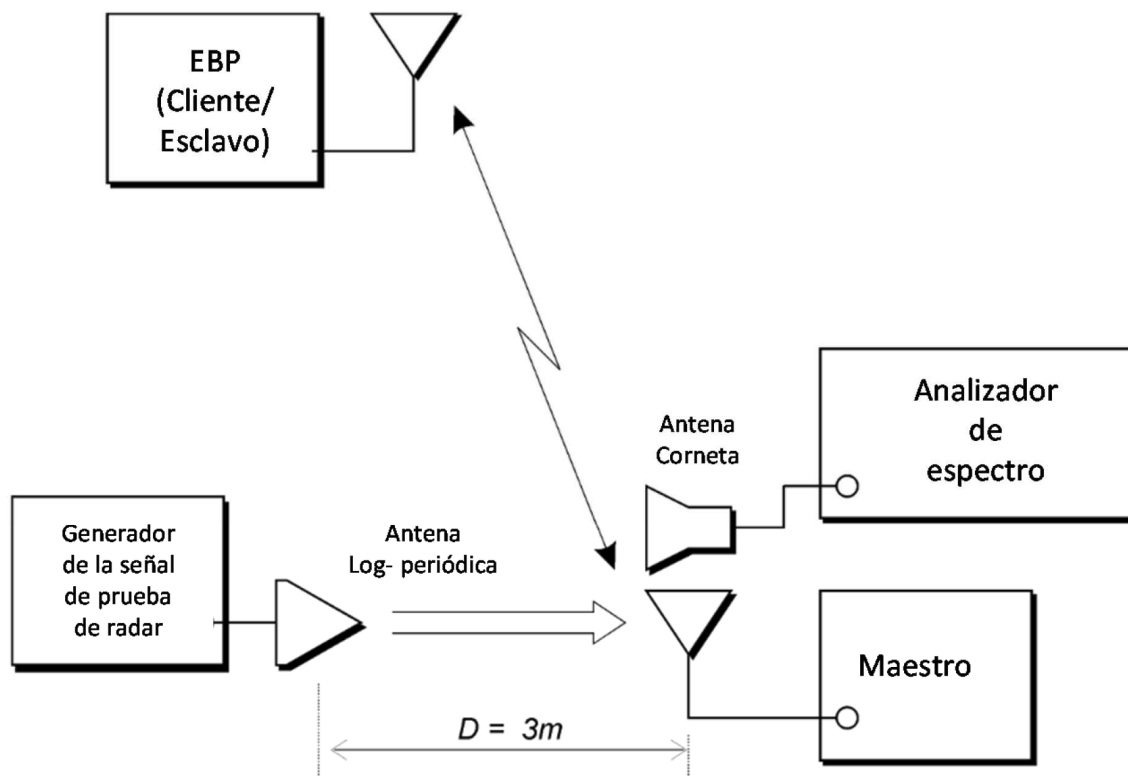 EBP
(Cliente/
Esclavo)
Antena
Corneta
Analizador
de
espectro
Generador
de la señal
de prueba
de radar
Antena
Log- periódica
Maestro
D = 3m